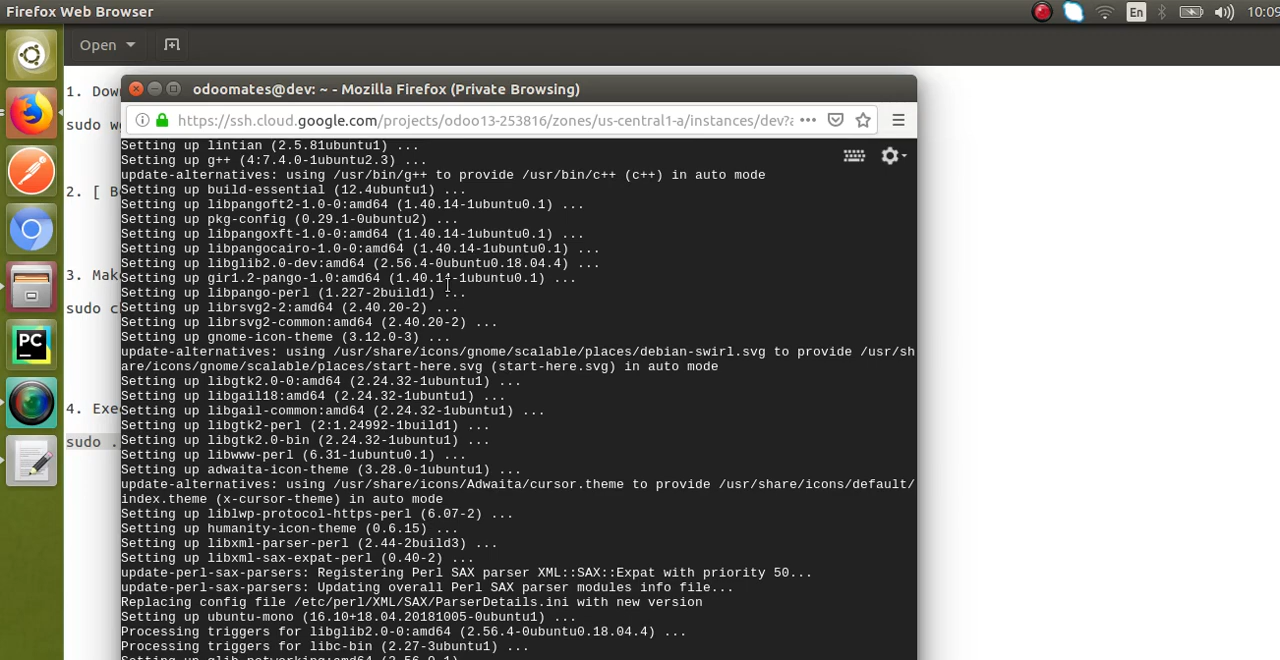 Firefox Web Browser
En
10:09
Open
1. Dow
sudo wg
2. [ B
3. Mak
sudo c
4. Exe
sudo .
PC
odoomates@dev: ~ - Mozilla Firefox (Private Browsing)
https://ssh.cloud.google.com/projects/odoo13-253816/zones/us-central1-a/instances/dev?a
Setting up lintian (2.5.81ubuntu1) ...
Setting up g++ (4:7.4.0-1ubuntu2.3) ...
update-alternatives: using /usr/bin/g++ to provide /usr/bin/c++ (c++) in auto mode
Setting up build-essential (12.4ubuntu1) ...
Setting up libpangoft2-1.0-0:amd64 (1.40.14-1ubuntu0.1) ...
Setting up pkg-config (0.29.1-0ubuntu2) ...
Setting up libpangoxft-1.0-0:amd64 (1.40.14-1ubuntu0.1) ...
Setting up libpangocairo-1.0-0:amd64 (1.40.14-1ubuntu0.1) ...
Setting up libglib2.0-dev:amd64 (2.56.4-0ubuntu0.18.04.4) ...
Setting up gir1.2-pango-1.0:amd64 (1.40.14-1ubuntu0.1) ...
Setting up libpango-perl (1.227-2build1) ...
Setting up librsvg2-2:amd64 (2.40.20-2) ...
Setting up librsvg2-common:amd64 (2.40.20-2) ...
Setting up gnome-icon-theme (3.12.0-3) ...
update-alternatives: using /usr/share/icons/gnome/scalable/places/debian-swirl.svg to provide /usr/sh
are/icons/gnome/scalable/places/start-here.svg (start-here.svg) in auto mode
Setting up libgtk2.0-0:amd64 (2.24.32-1ubuntu1) ...
Setting up libgail18:amd64 (2.24.32-1ubuntu1) ...
Setting up libgail-common:amd64 (2.24.32-1ubuntu1) ...
Setting up libgtk2-perl (2:1.24992-1build1) ...
Setting up libgtk2.0-bin (2.24.32-1ubuntu1) ...
Setting up libwww-perl (6.31-1ubuntu0.1) ...
Setting up adwaita-icon-theme (3.28.0-1ubuntu1) ...
update-alternatives: using /usr/share/icons/Adwaita/cursor.theme to provide /usr/share/icons/default/
index.theme (x-cursor-theme) in auto mode
Setting up liblwp-protocol-https-perl (6.07-2) ...
Setting up humanity-icon-theme (0.6.15) ...
Setting up libxml-parser-perl (2.44-2build3) ...
Setting up libxml-sax-expat-perl (0.40-2) ...
update-perl-sax-parsers: Registering Perl SAX parser XML::SAX::Expat with priority 50...
update-perl-sax-parsers: Updating overall Perl SAX parser modules info file...
Replacing config file /etc/perl/XML/SAX/ParserDetails.ini with new version
Setting up ubuntu-mono (16.10+18.04.20181005-0ubuntu1) ...
Processing triggers for libglib2.0-0:amd64 (2.56.4-0ubuntu0.18.04.4) ...
Processing triggers for libc-bin (2.27-3ubuntu1) ...